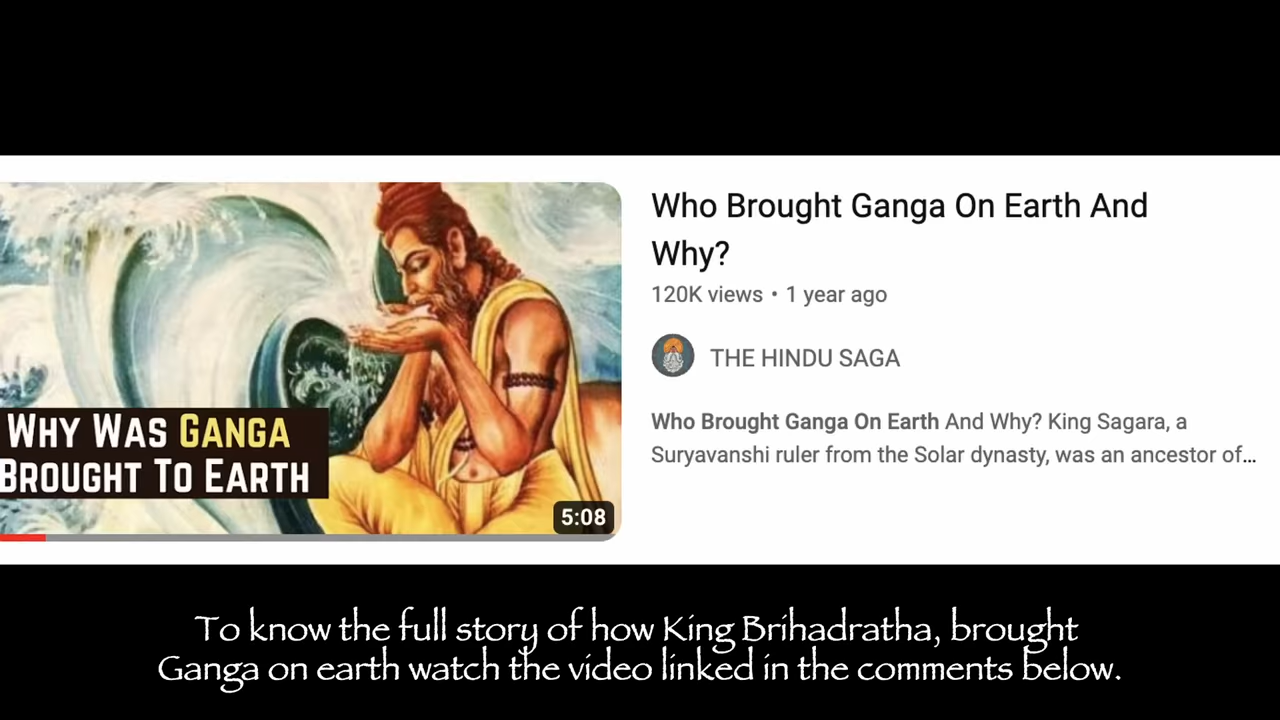 Who Brought Ganga On Earth And
Why?
120K views • 1 year ago
THE HINDU SAGA
Who Brought Ganga On Earth And Why? King Sagara, a
Suryavanshi ruler from the Solar dynasty, was an ancestor of...
WHY WAS GANGA
BROUGHT TO EARTH
5:08
To know the full story of how King Brihadratha, brought
Ganga on earth watch the video linked in the comments below.